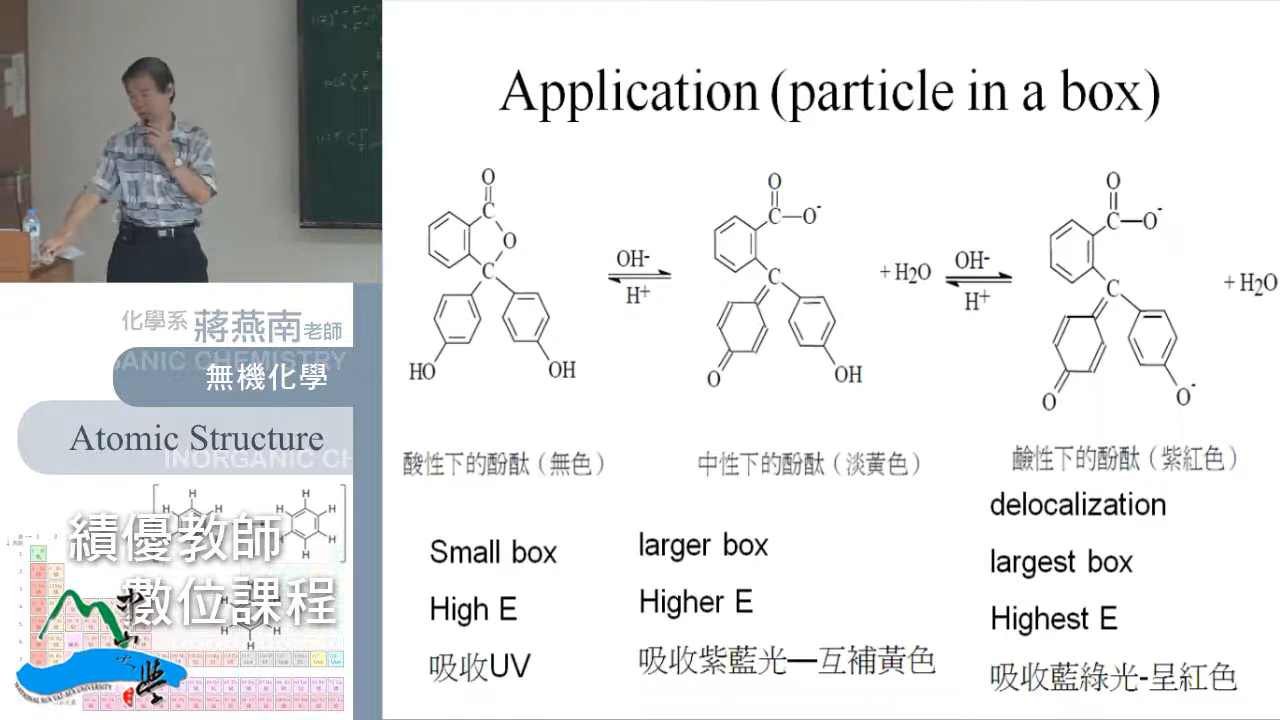 Application (particle in a box)
O
C
O
C
HO
OH
OH-
H+
O
C—O-
C
O
OH
+H2O
OH-
H+
O
C—O-
C
O
O-
+H2O
酸性下的酚酞（無色）
中性下的酚酞（淡黃色）
鹼性下的酚酞（紫紅色）
Small box
High E
吸收UV
larger box
Higher E
吸收紫藍光—互補黃色
delocalization
largest box
Highest E
吸收藍綠光-呈紅色
化學系 蔣燕南老師
GANIC CHEMISTRY
無機化學
Atomic Structure
INORGANIC CH
績優教師
數位課程